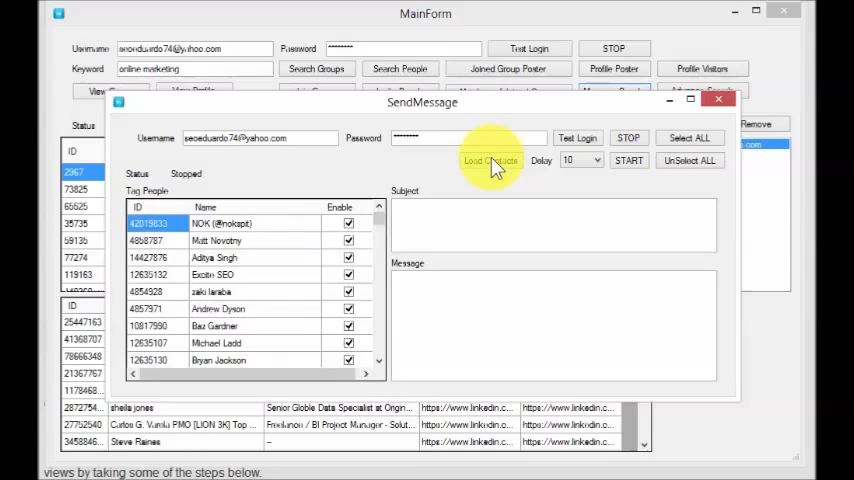 MainForm
Username seoeduardo74@yahoo.com Password ******** Test Login STOP
Keyword online marketing Search Groups Search People Joined Group Poster Profile Poster Profile Visitors
SendMessage
Status Remove
Username seoeduardo74@yahoo.com Password ******** Test Login STOP Select ALL
Load Contacts Delay 10 START UnSelect ALL
Status Stopped
Tag People
ID Name Enable
42019833 NOK (@nokspit)
4858787 Matt Novotny
14427876 Aditya Singh
12635132 Excite SEO
4854928 zaki laraba
4857971 Andrew Dyson
10817990 Baz Gardner
12635107 Michael Ladd
12635130 Bryan Jackson
Subject
Message
ID
2967
73825
65525
35735
59135
77274
119163
ID
25447163
41368707
78666348
21367767
1178468...
2872754... sheila jones Senior Globle Data Specialist at Origin... https://www.linkedin.c... https://www.linkedin.c...
27752540 Carlos G. Varela PMO [LION 3K] Top ... Freelance / BI Project Manager - Solut... https://www.linkedin.c... https://www.linkedin.c...
3458846... Steve Raines -- https://www.linkedin.c... https://www.linkedin.c...
views by taking some of the steps below.